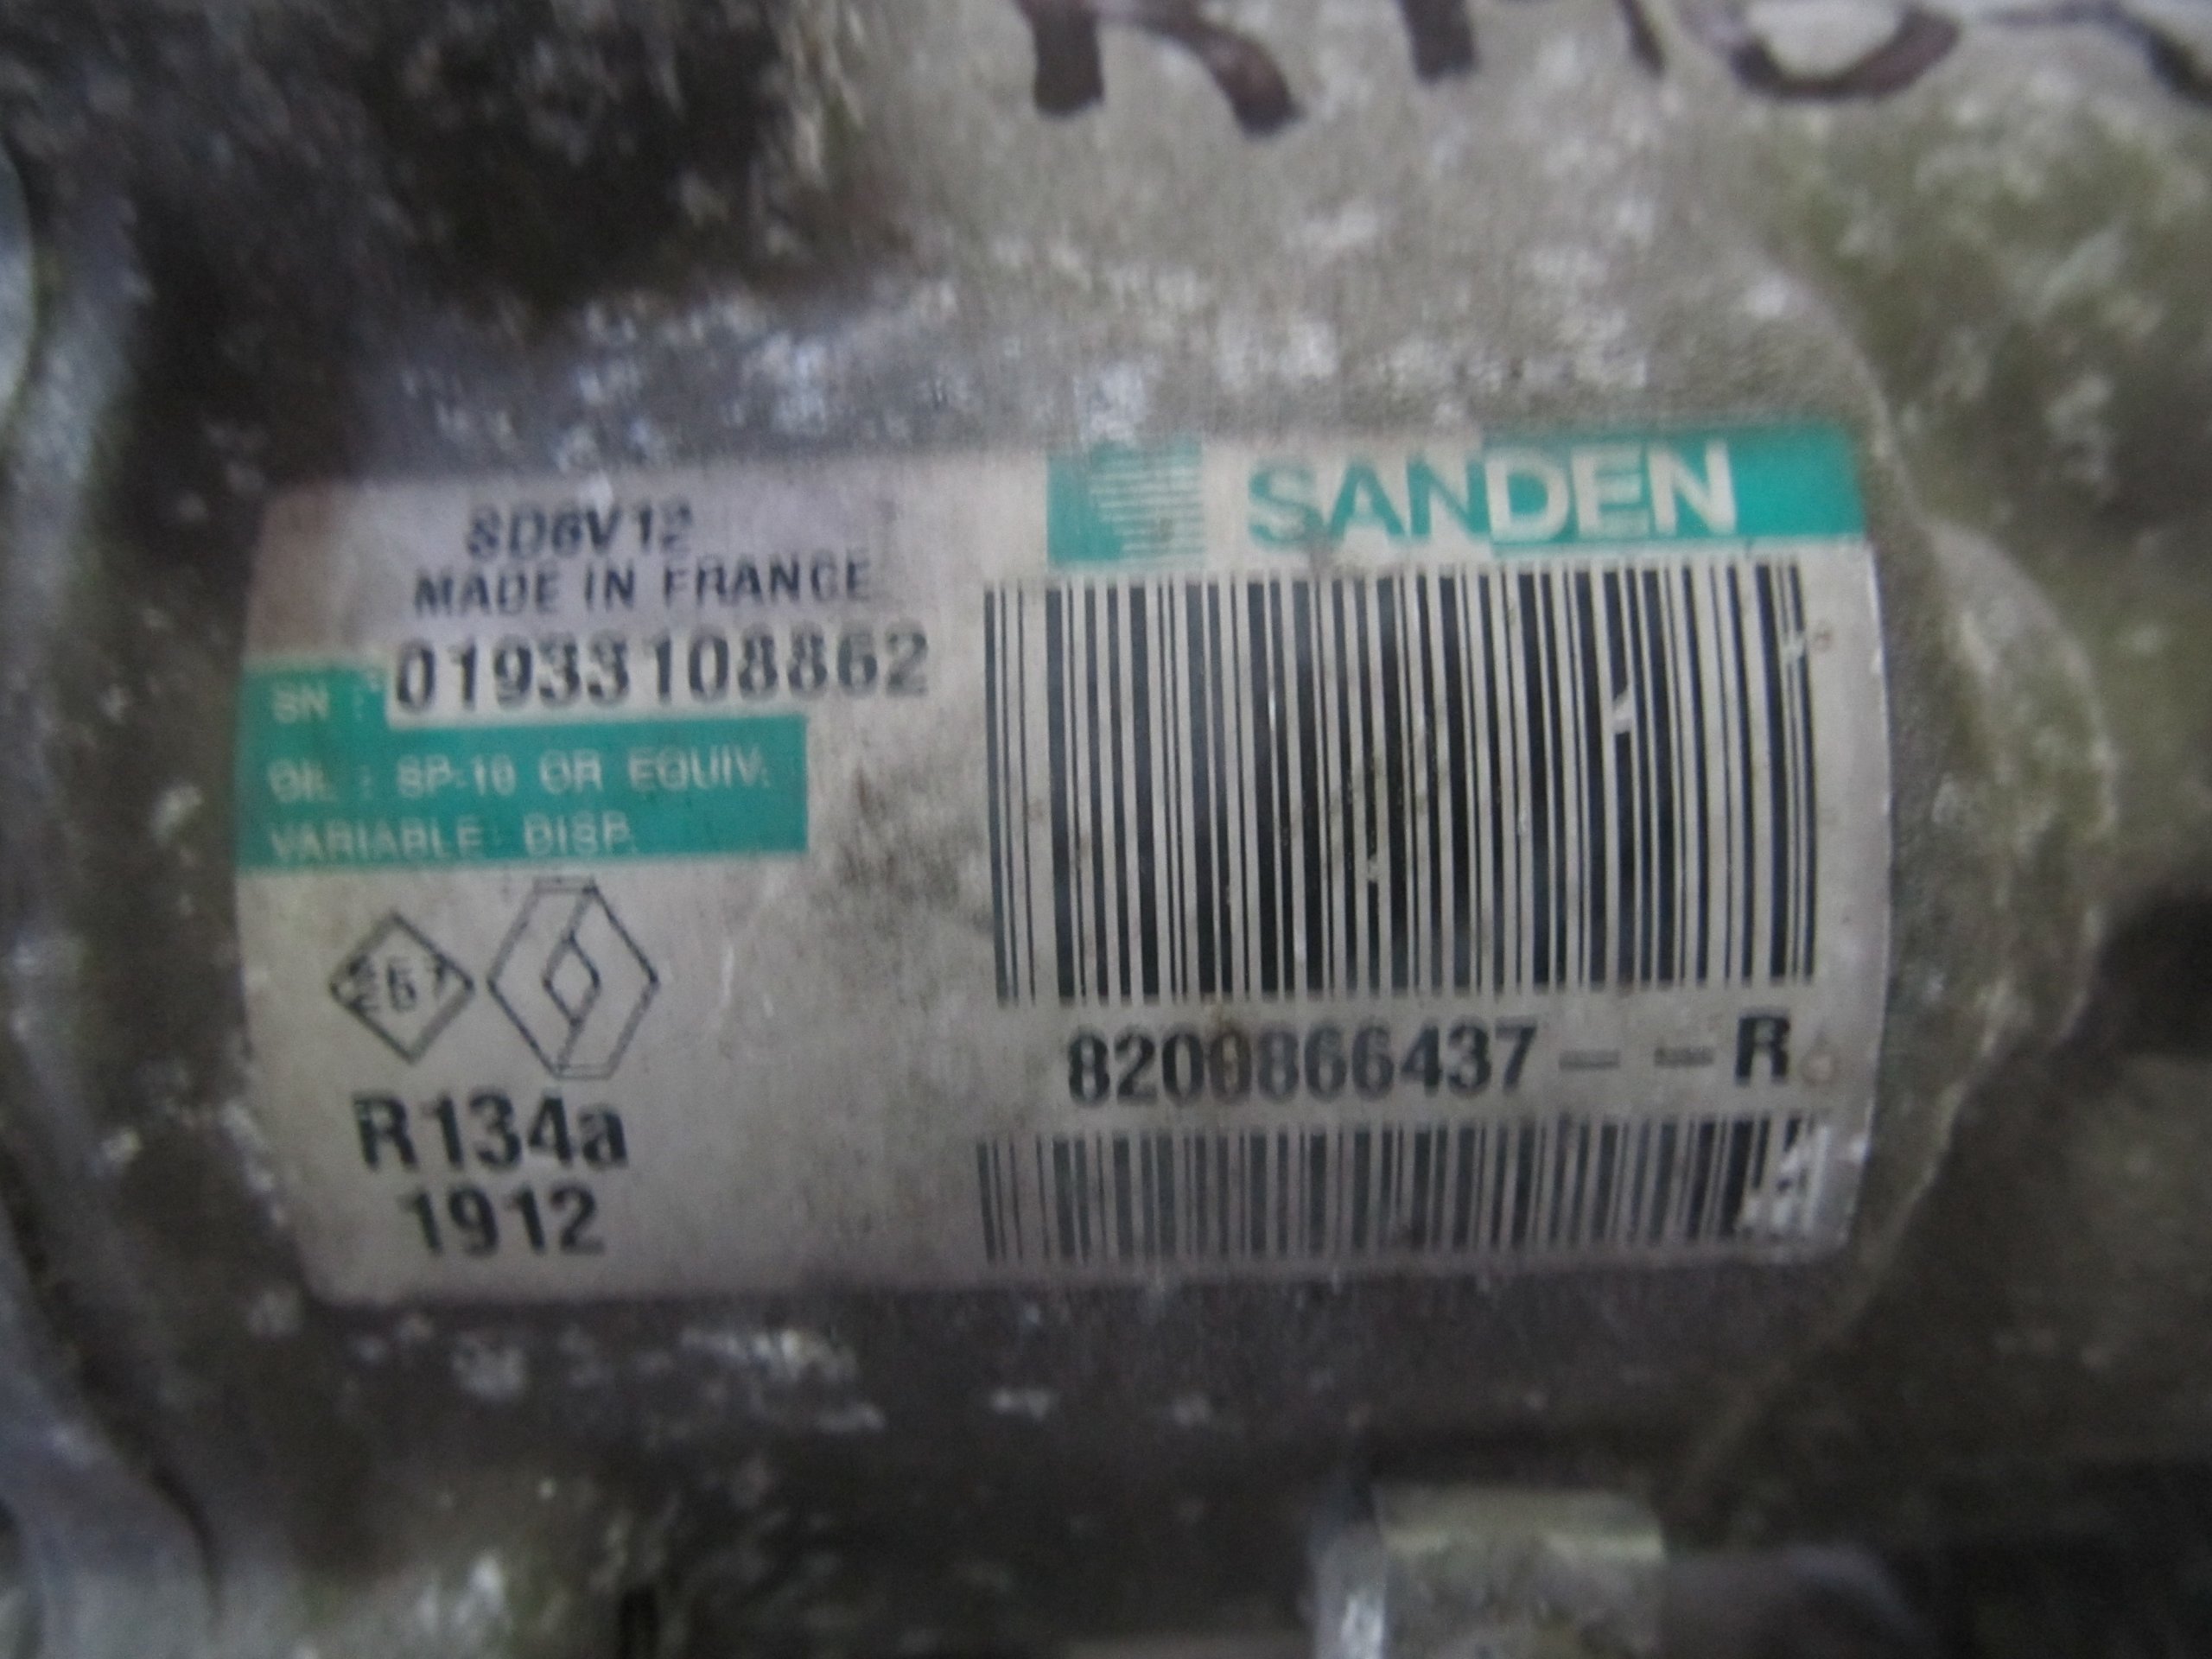 SANDEN
SD6V12
MADE IN FRANCE
SN : 01933108862
OIL : SP-10 OR EQUIV.
VARIABLE DISP.
R134a
1912
8200866437 - - R